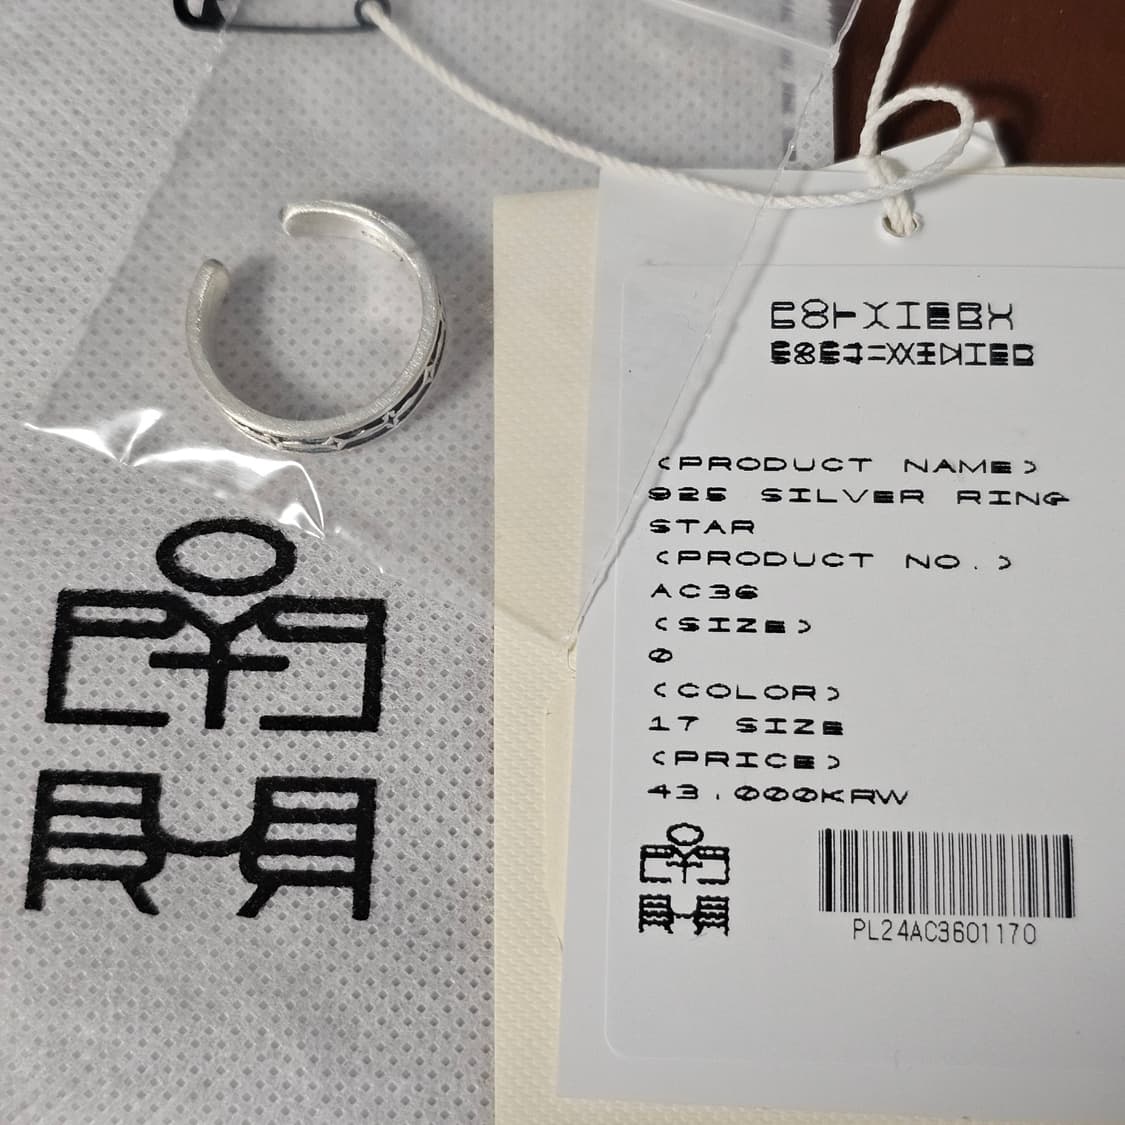 <PRODUCT NAME>
925 SILVER RING
STAR
<PRODUCT NO.>
AC36
<SIZE>
0
<COLOR>
17 SIZE
<PRICE>
43.000KRW
PL24AC3601170